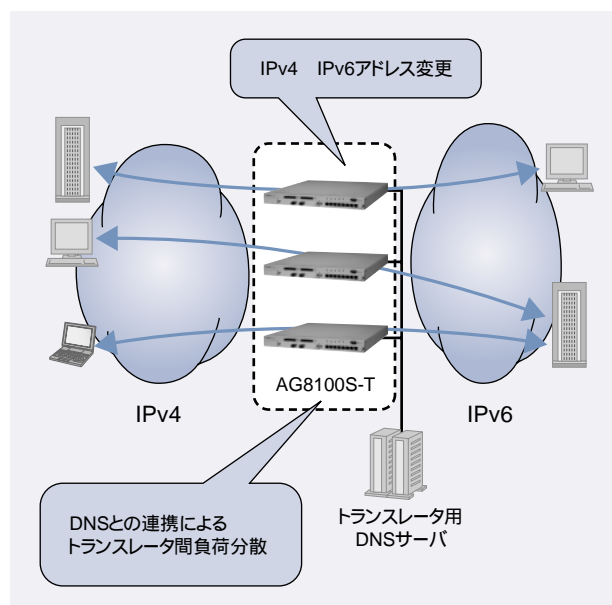 IPv4 IPv6アドレス変更
AG8100S-T
IPv4
IPv6
DNSとの連携による
トランスレータ間負荷分散
トランスレータ用
DNSサーバ